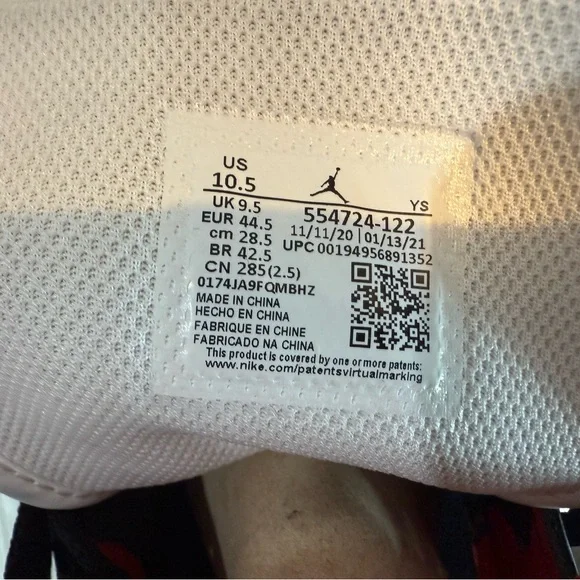 US
10.5
YS
UK 9.5
554724-122
EUR 44.5
11/11/20 | 01/13/21
cm 28.5
UPC 00194956891352
BR 42.5
CN 285(2.5)
0174JA9FQMBHZ
MADE IN CHINA
HECHO EN CHINA
FABRIQUE EN CHINE
FABRICADO NA CHINA
This product is covered by one or more patents:
www.nike.com/patentsvirtualmarking